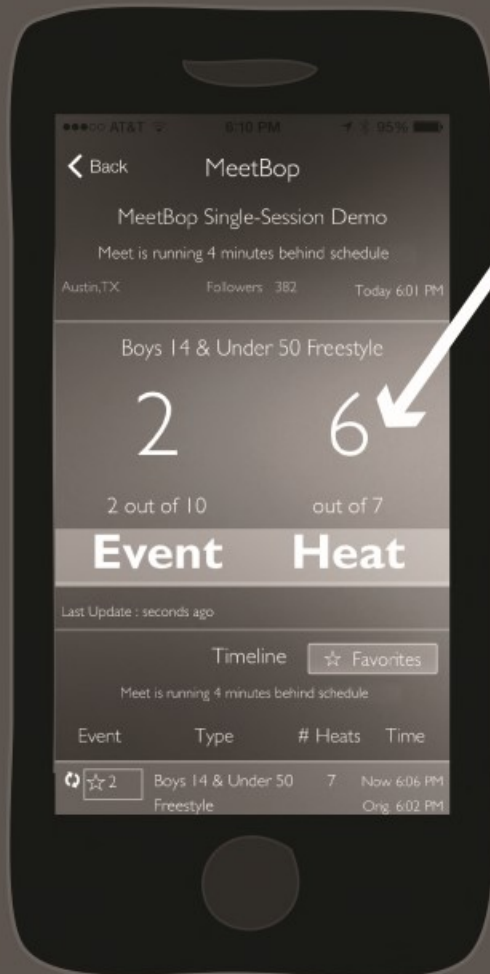 AT&T 6:10 PM 95%
Back MeetBop
MeetBop Single-Session Demo
Meet is running 4 minutes behind schedule
Austin,TX Followers 382 Today 6:01 PM
Boys 14 & Under 50 Freestyle
2 6
2 out of 10 out of 7
Event Heat
Last Update : seconds ago
Timeline ☆ Favorites
Meet is running 4 minutes behind schedule
Event Type # Heats Time
☆2 Boys 14 & Under 50 7 Now 6:06 PM
Freestyle Orig. 6:02 PM